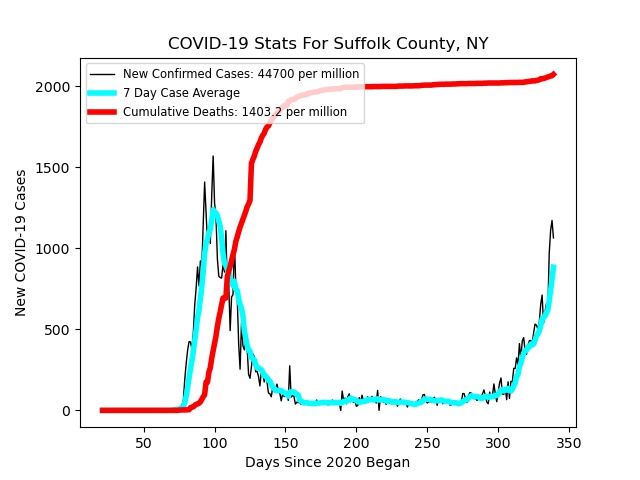 COVID-19 Stats For Suffolk County, NY
New Confirmed Cases: 44700 per million
7 Day Case Average
Cumulative Deaths: 1403.2 per million
New COVID-19 Cases
2000
1500
1000
500
0
50 100 150 200 250 300 350
Days Since 2020 Began